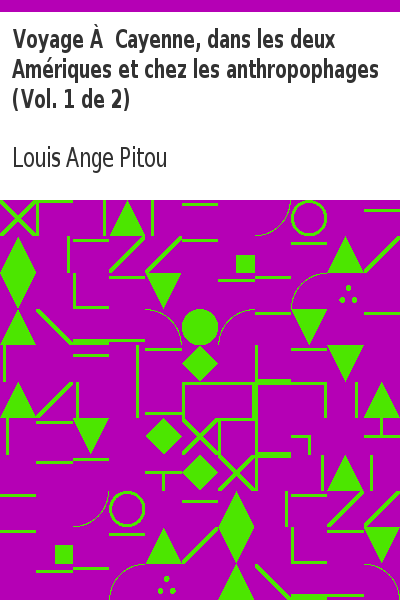 Voyage À  Cayenne, dans les deux
Amériques et chez les anthropophages
(Vol. 1 de 2)
Louis Ange Pitou